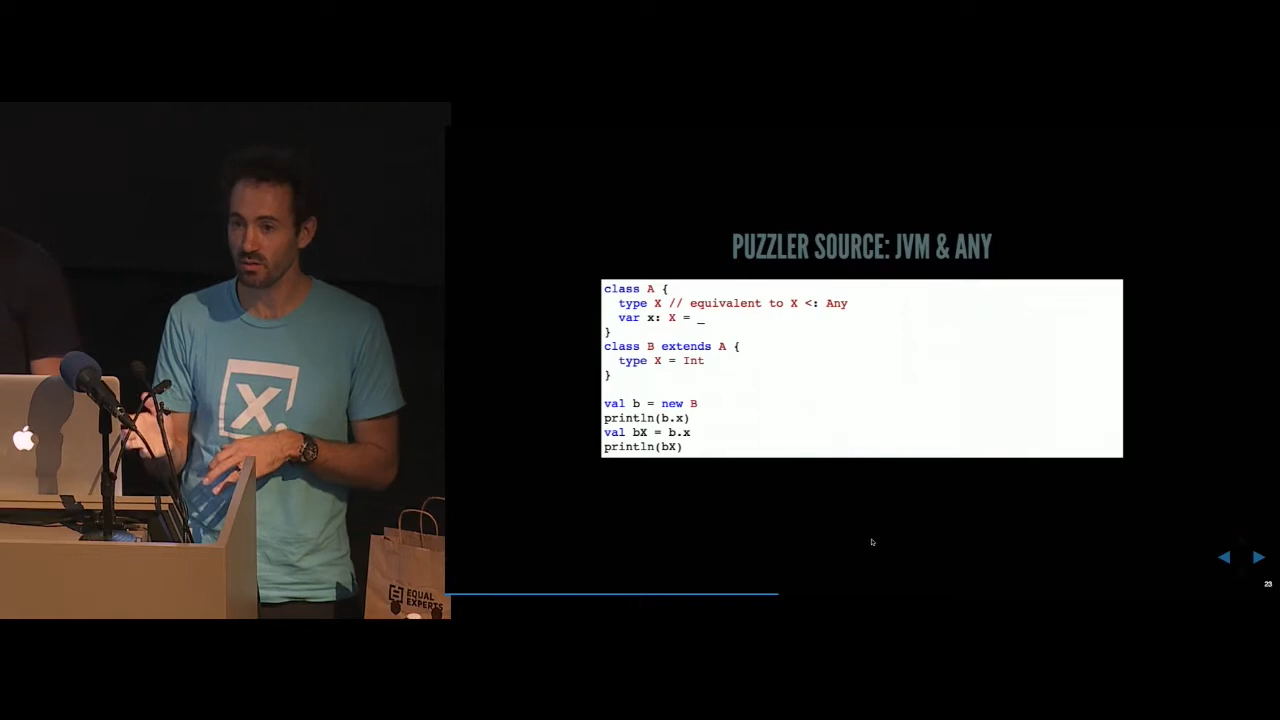 PUZZLER SOURCE: JVM & ANY
class A {
  type X // equivalent to X <: Any
  var x: X = _
}
class B extends A {
  type X = Int
}
val b = new B
println(b.x)
val bX = b.x
println(bX)
X.
EQUAL
EXPERTS
23